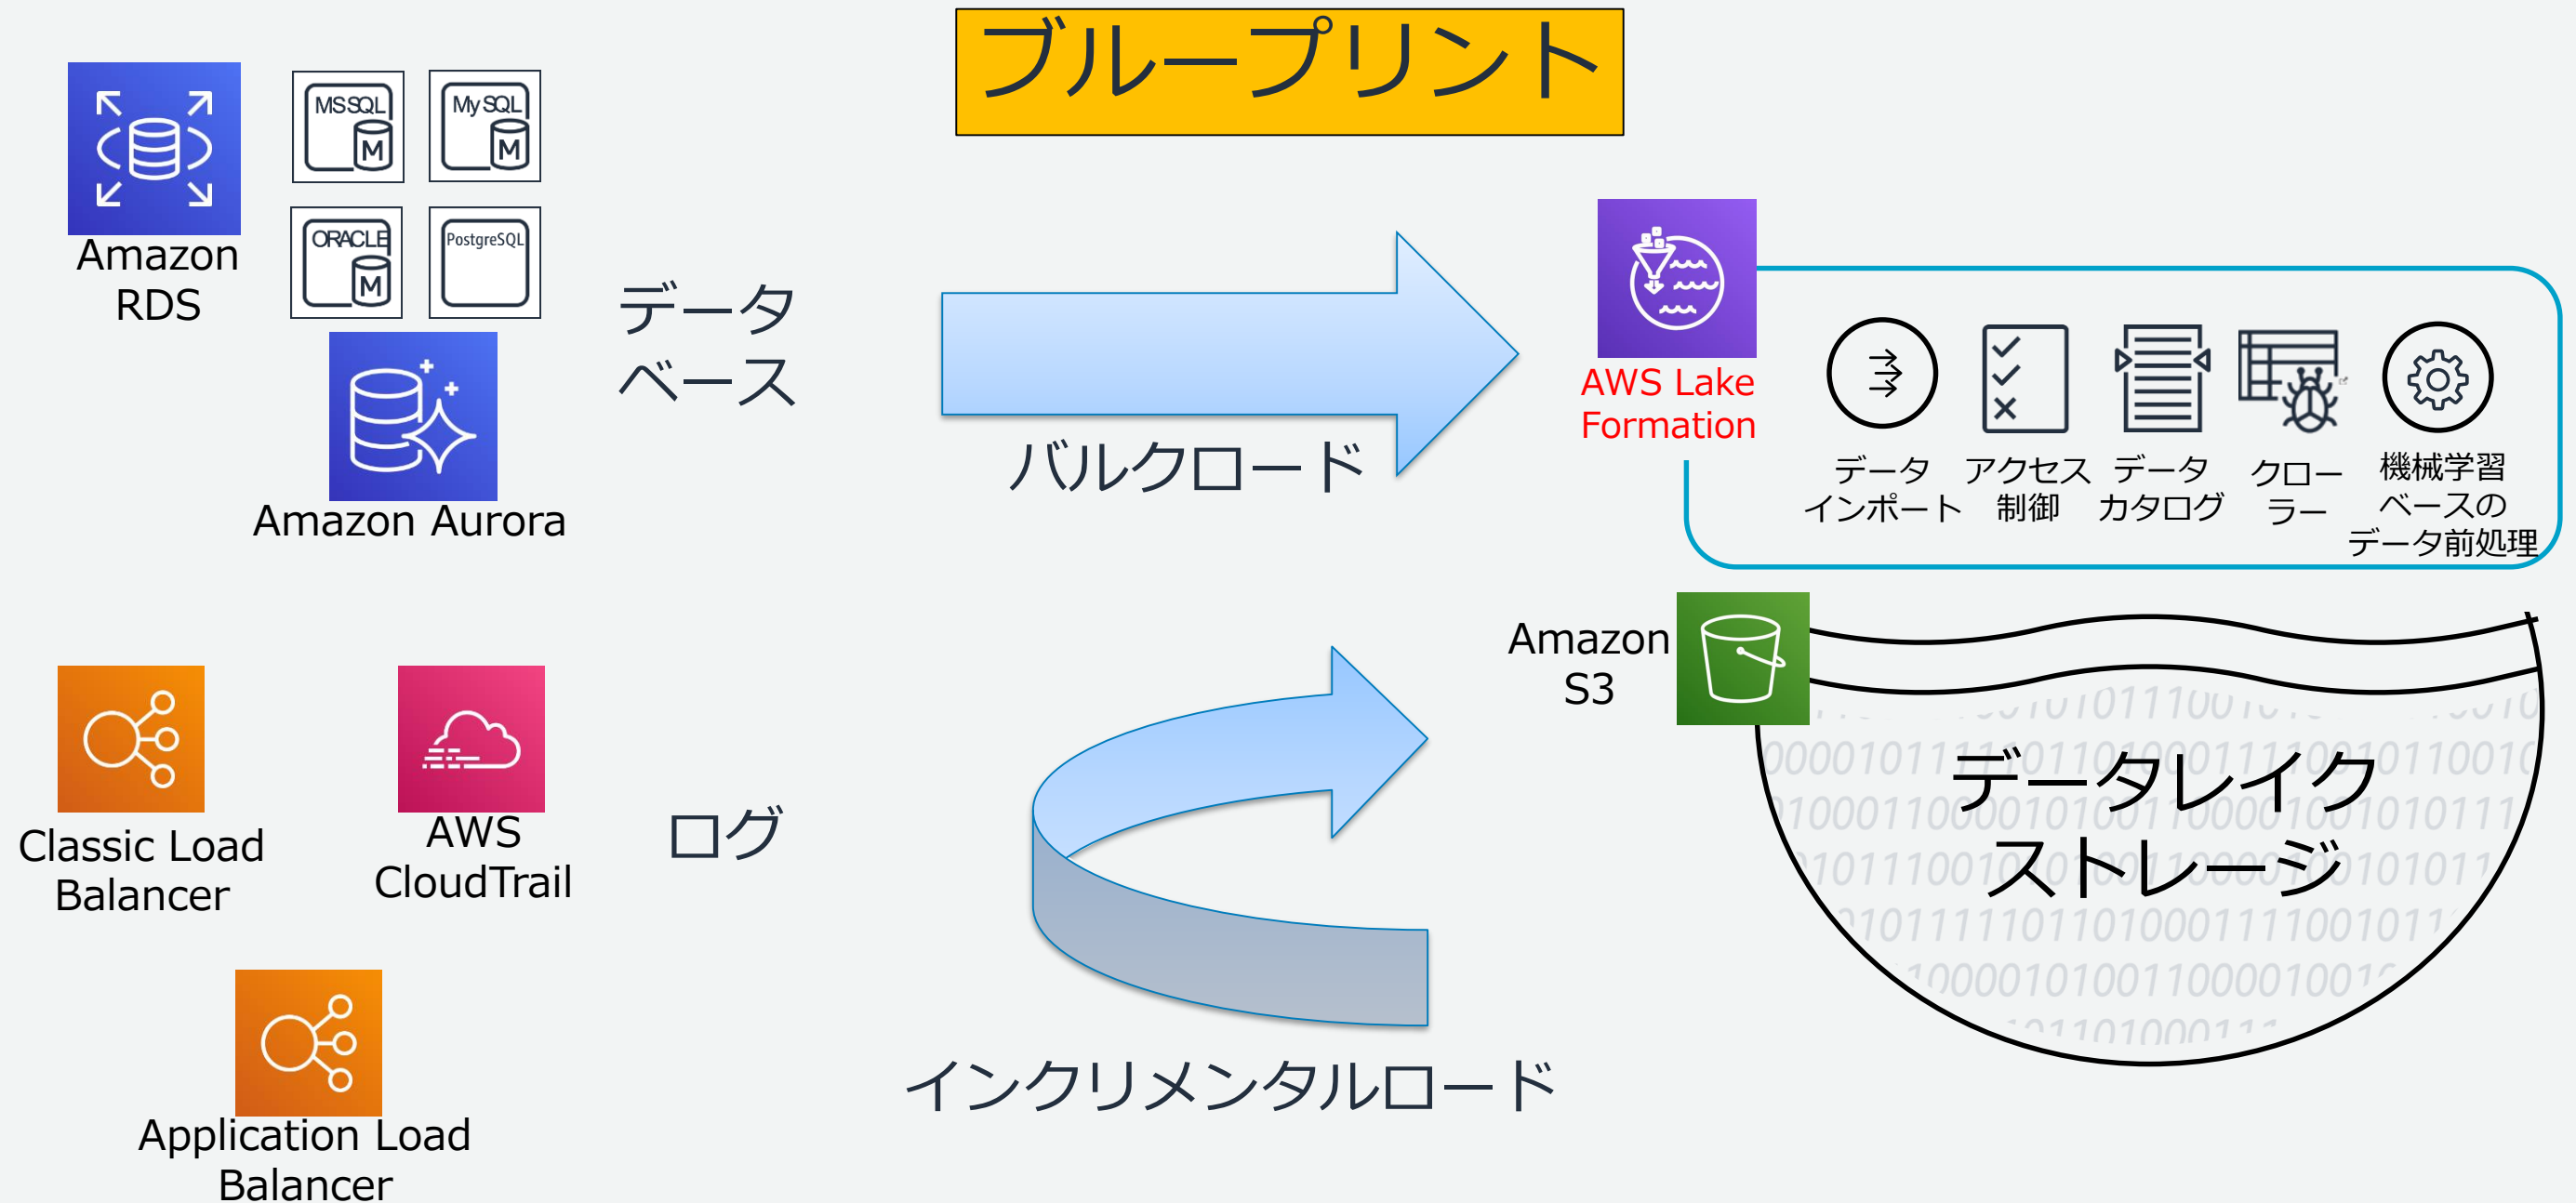 ブループリント
MSSQL
M
My SQL
M
ORACLE
M
PostgreSQL
Amazon
RDS
Amazon Aurora
データ
ベース
バルクロード
AWS Lake
Formation
データ
インポート
アクセス
制御
データ
カタログ
クロー
ラー
機械学習
ベースの
データ前処理
Classic Load
Balancer
AWS
CloudTrail
Application Load
Balancer
ログ
インクリメンタルロード
Amazon
S3
データレイク
ストレージ